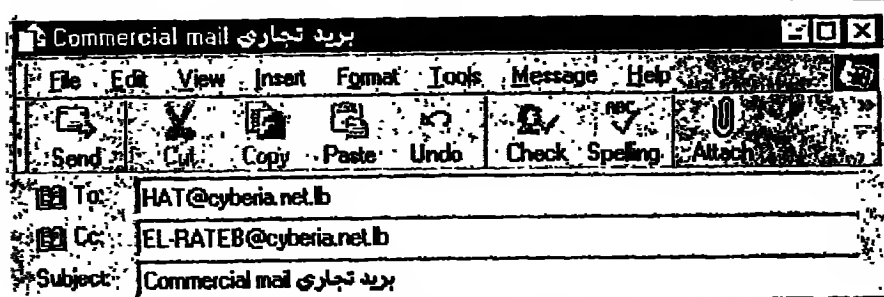 Commercial mail بريد تجاري
File Edit View Insert Format Tools Message Help
Send Cut Copy Paste Undo Check Spelling Attach
To: HAT@cyberia.net.lb
Cc: EL-RATEB@cyberia.net.lb
Subject: Commercial mail بريد تجاري